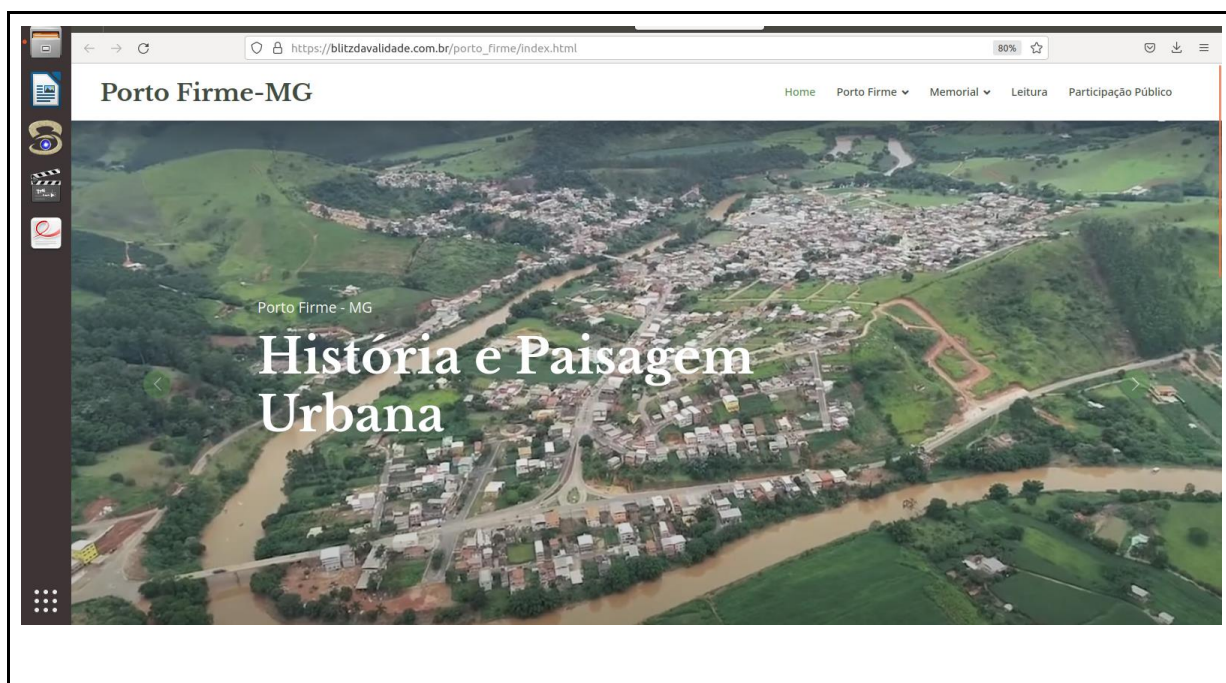 https://blitzdavalidade.com.br/porto_firme/index.html
80%
Porto Firme-MG
Home Porto Firme Memorial Leitura Participação Público
Porto Firme - MG
História e Paisagem
Urbana